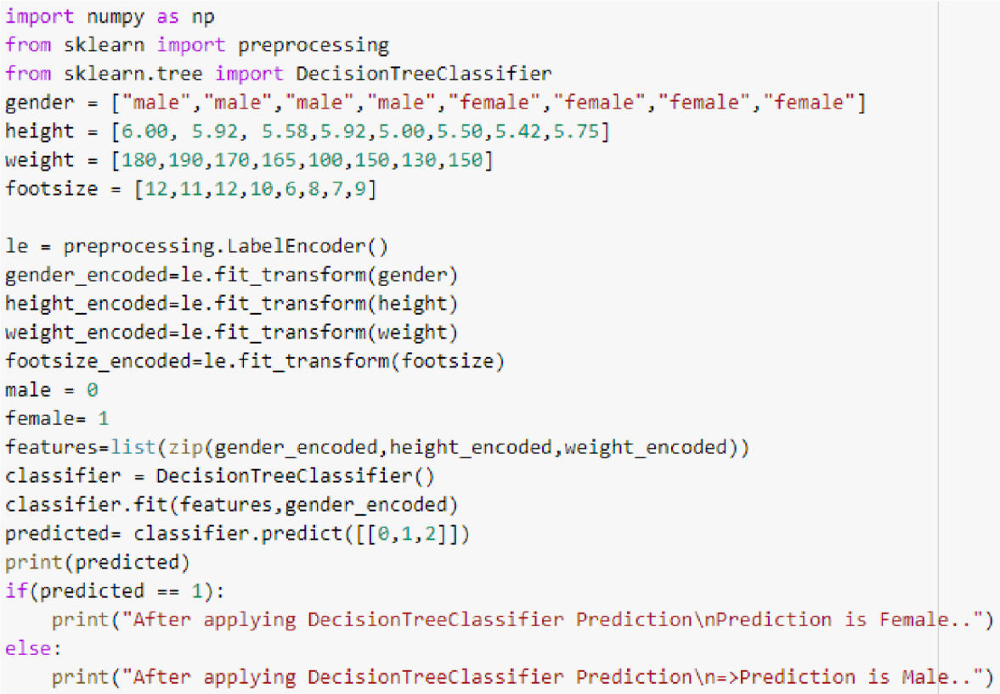 import numpy as np
from sklearn import preprocessing
from sklearn.tree import DecisionTreeClassifier
gender = ["male","male","male","male","female","female","female","female"]
height = [6.00, 5.92, 5.58,5.92,5.00,5.50,5.42,5.75]
weight = [180,190,170,165,100,150,130,150]
footsize = [12,11,12,10,6,8,7,9]

le = preprocessing.LabelEncoder()
gender_encoded=le.fit_transform(gender)
height_encoded=le.fit_transform(height)
weight_encoded=le.fit_transform(weight)
footsize_encoded=le.fit_transform(footsize)
male = 0
female= 1
features=list(zip(gender_encoded,height_encoded,weight_encoded))
classifier = DecisionTreeClassifier()
classifier.fit(features,gender_encoded)
predicted= classifier.predict([[0,1,2]])
print(predicted)
if(predicted == 1):
    print("After applying DecisionTreeClassifier Prediction\nPrediction is Female..")
else:
    print("After applying DecisionTreeClassifier Prediction\n=>Prediction is Male..")